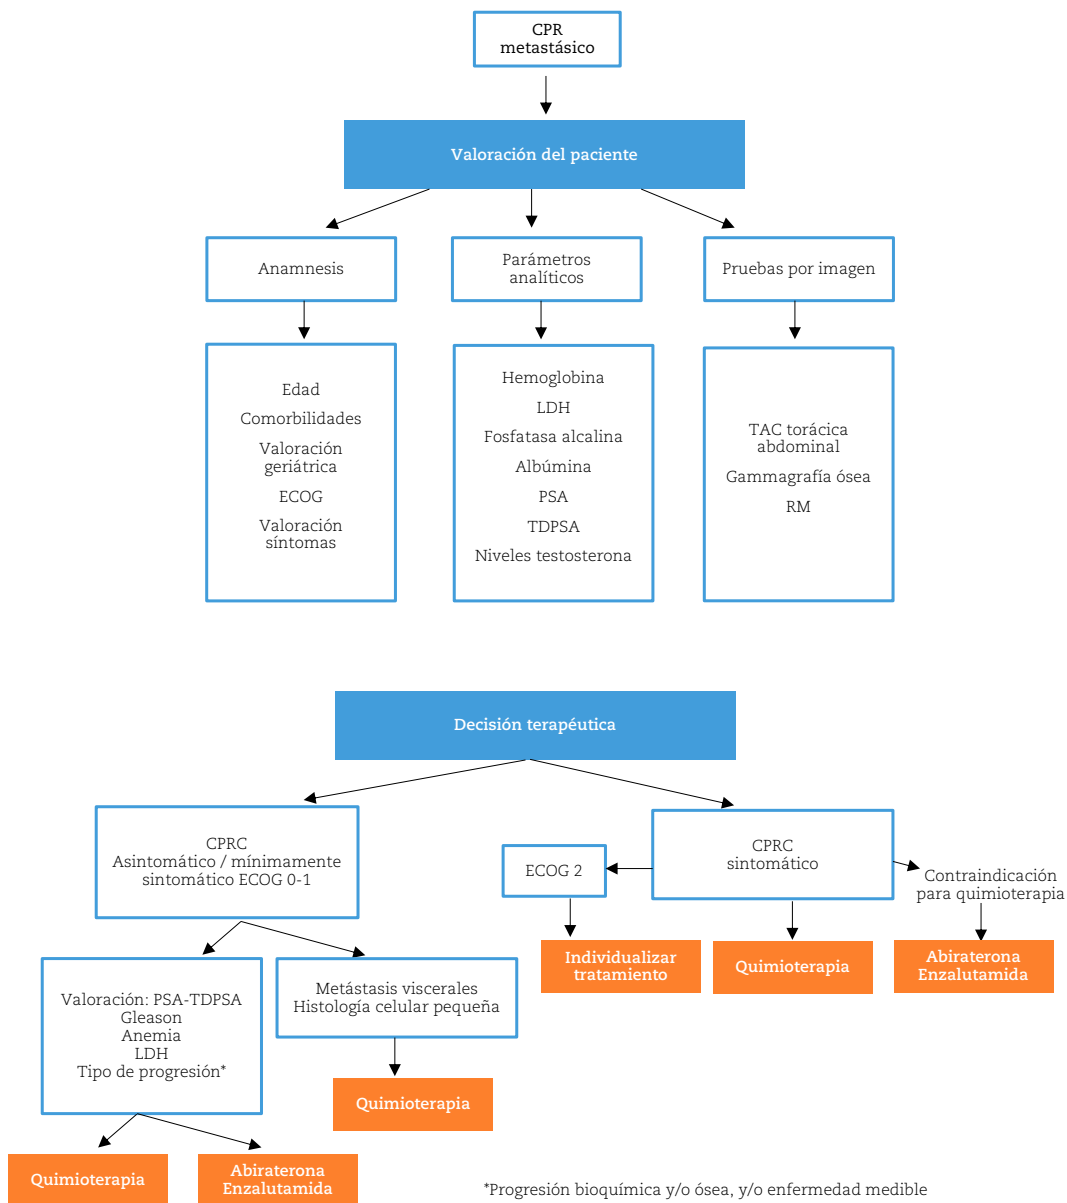 CPR
metastásico
Valoración del paciente
Anamnesis
Parámetros
analíticos
Pruebas por imagen
Edad
Comorbilidades
Valoración
geriátrica
ECOG
Valoración
síntomas
Hemoglobina
LDH
Fosfatasa alcalina
Albúmina
PSA
TDPSA
Niveles testosterona
TAC torácica
abdominal
Gammagrafía ósea
RM
Decisión terapéutica
CPRC
Asintomático / mínimamente
sintomático ECOG 0-1
ECOG 2
CPRC
sintomático
Contraindicación
para quimioterapia
Individualizar
tratamiento
Quimioterapia
Abiraterona
Enzalutamida
Valoración: PSA-TDPSA
Gleason
Anemia
LDH
Tipo de progresión*
Metástasis viscerales
Histología celular pequeña
Quimioterapia
Quimioterapia
Abiraterona
Enzalutamida
*Progresión bioquímica y/o ósea, y/o enfermedad medible